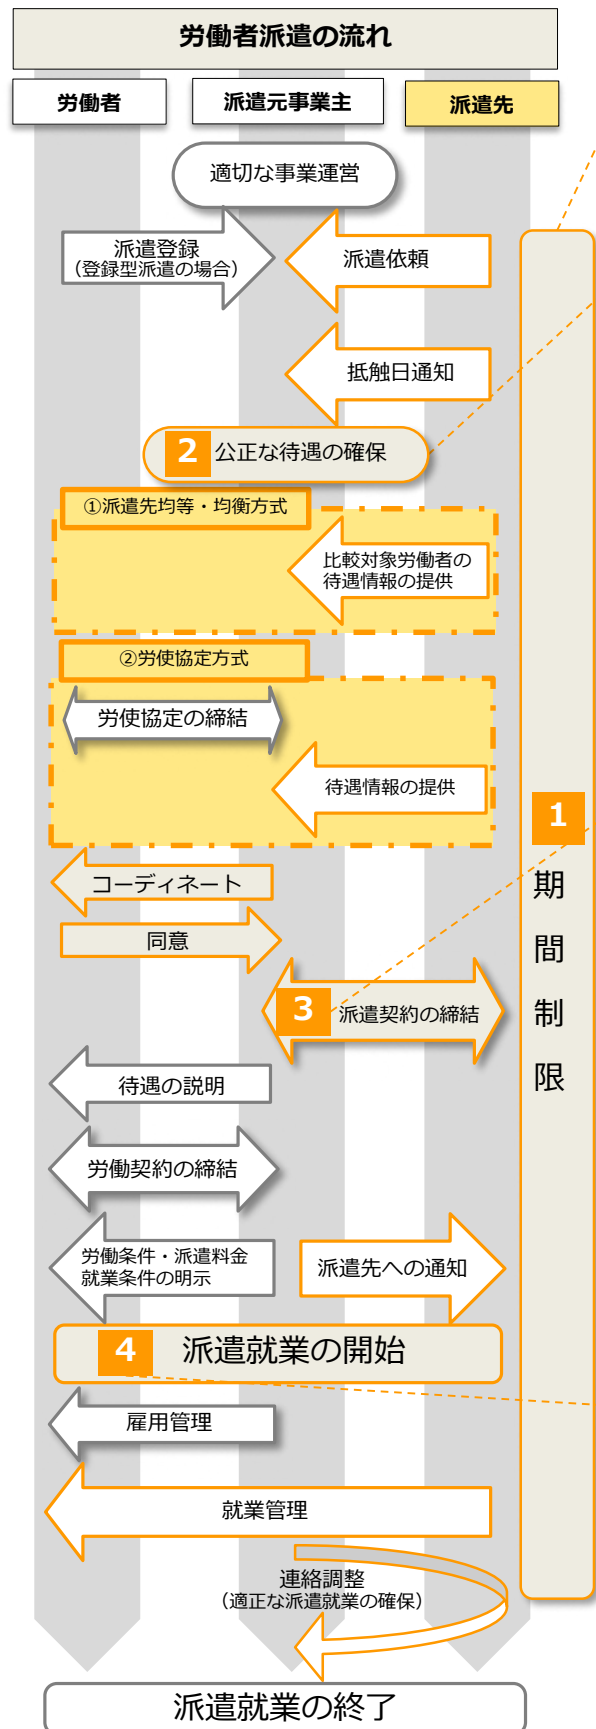 労働者派遣の流れ
労働者
派遣元事業主
派遣先
適切な事業運営
派遣登録
（登録型派遣の場合）
派遣依頼
抵触日通知
2 公正な待遇の確保
①派遣先均等・均衡方式
比較対象労働者の
待遇情報の提供
②労使協定方式
労使協定の締結
待遇情報の提供
1
期
間
制
限
コーディネート
同意
3 派遣契約の締結
待遇の説明
労働契約の締結
労働条件・派遣料金
就業条件の明示
派遣先への通知
4 派遣就業の開始
雇用管理
就業管理
連絡調整
（適正な派遣就業の確保）
派遣就業の終了